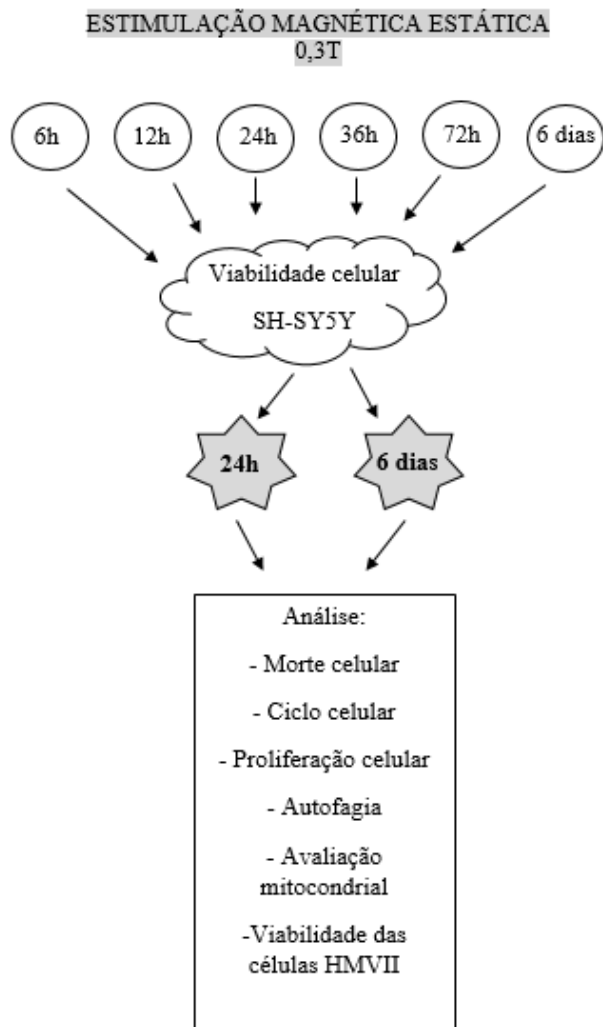 ESTIMULAÇÃO MAGNÉTICA ESTÁTICA
0,3T
6h
12h
24h
36h
72h
6 dias
Viabilidade celular
SH-SY5Y
24h
6 dias
Análise:
- Morte celular
- Ciclo celular
- Proliferação celular
- Autofagia
- Avaliação
mitocondrial
-Viabilidade das
células HMVII